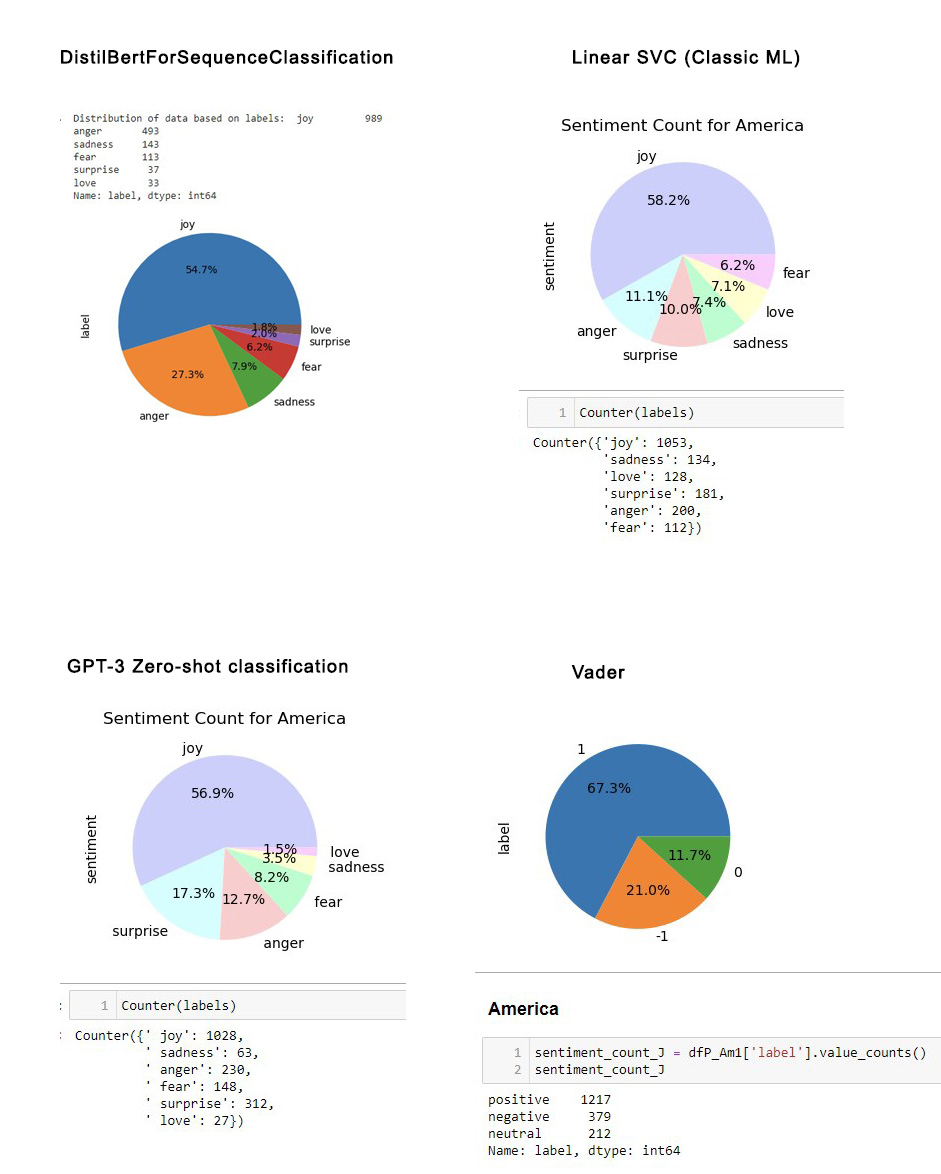 DistilBertForSequenceClassification
Distribution of data based on labels:  joy        989
anger      493
sadness    143
fear       113
surprise    37
love        33
Name: label, dtype: int64
joy
54.7%
1.8%
love
2.0%
surprise
label
6.2%
fear
7.9%
27.3%
sadness
anger
Linear SVC (Classic ML)
Sentiment Count for America
joy
58.2%
sentiment
6.2%
fear
7.1%
11.1%
7.4%
10.0%
love
anger
sadness
surprise
1 Counter(labels)
Counter({'joy': 1053,
'sadness': 134,
'love': 128,
'surprise': 181,
'anger': 200,
'fear': 112})
GPT-3 Zero-shot classification
Sentiment Count for America
joy
56.9%
sentiment
1.5%
love
3.5%
sadness
8.2%
17.3%
12.7%
fear
surprise
anger
: 1 Counter(labels)
: Counter({' joy': 1028,
' sadness': 63,
' anger': 230,
' fear': 148,
' surprise': 312,
' love': 27})
Vader
1
67.3%
label
11.7%
0
21.0%
-1
America
1 sentiment_count_J = dfP_Am1['label'].value_counts()
2 sentiment_count_J
positive    1217
negative     379
neutral      212
Name: label, dtype: int64